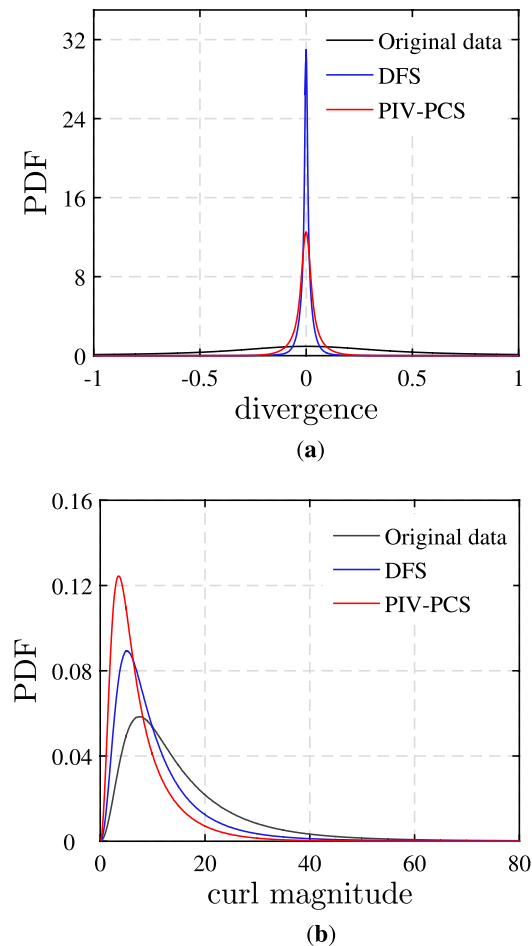 32
24
16
8
0
PDF
Original data
DFS
PIV-PCS
-1
-0.5
0
0.5
1
divergence
(a)
0.16
0.12
0.08
0.04
0
PDF
Original data
DFS
PIV-PCS
0
20
40
60
80
curl magnitude
(b)